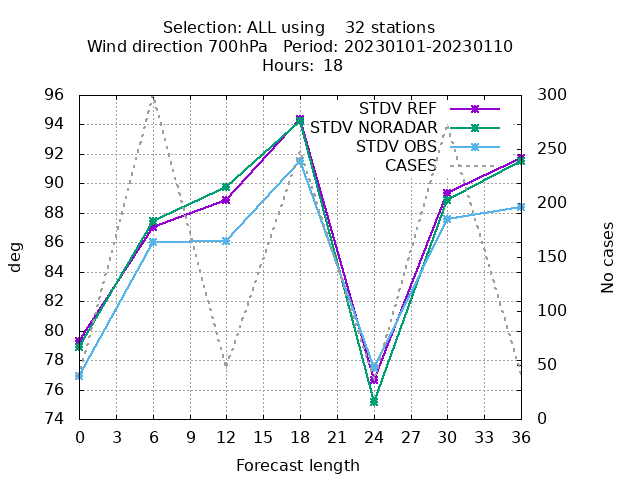 Selection: ALL using    32 stations
Wind direction 700hPa   Period: 20230101-20230110
Hours: 18
STDV REF
STDV NORADAR
STDV OBS
CASES
deg
96
94
92
90
88
86
84
82
80
78
76
74
300
250
200
150
100
50
0
No cases
0 3 6 9 12 15 18 21 24 27 30 33 36
Forecast length